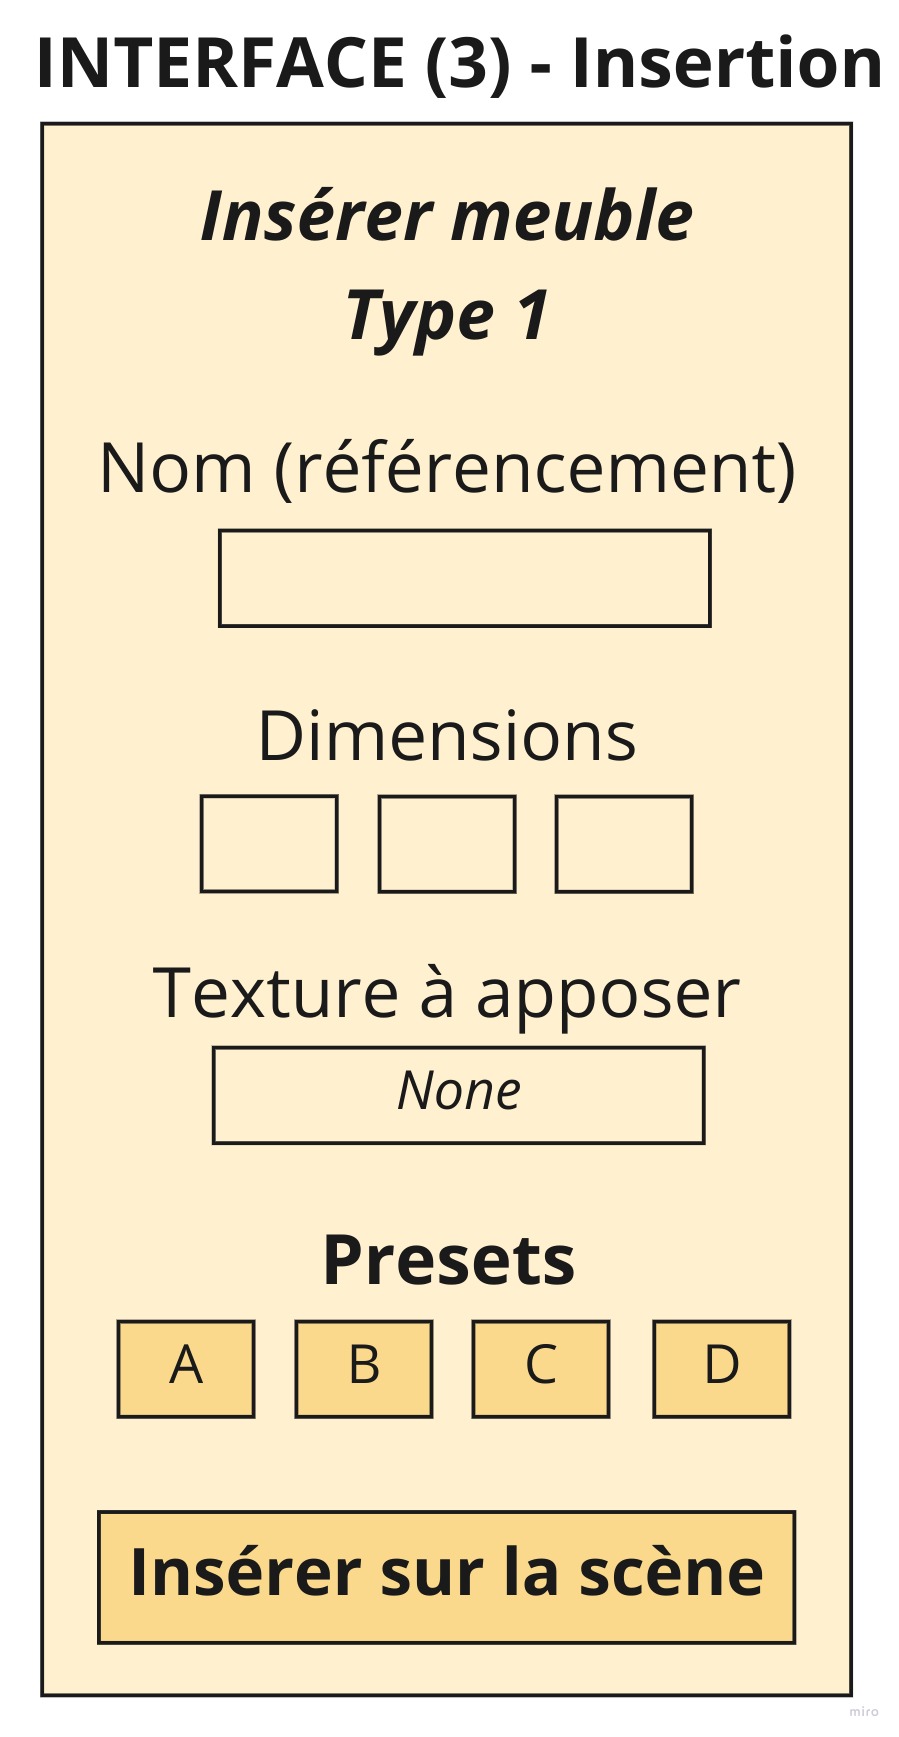 INTERFACE (3) - Insertion
Insérer meuble
Type 1
Nom (référencement)
Dimensions
Texture à apposer
None
Presets
A B C D
Insérer sur la scène
miro